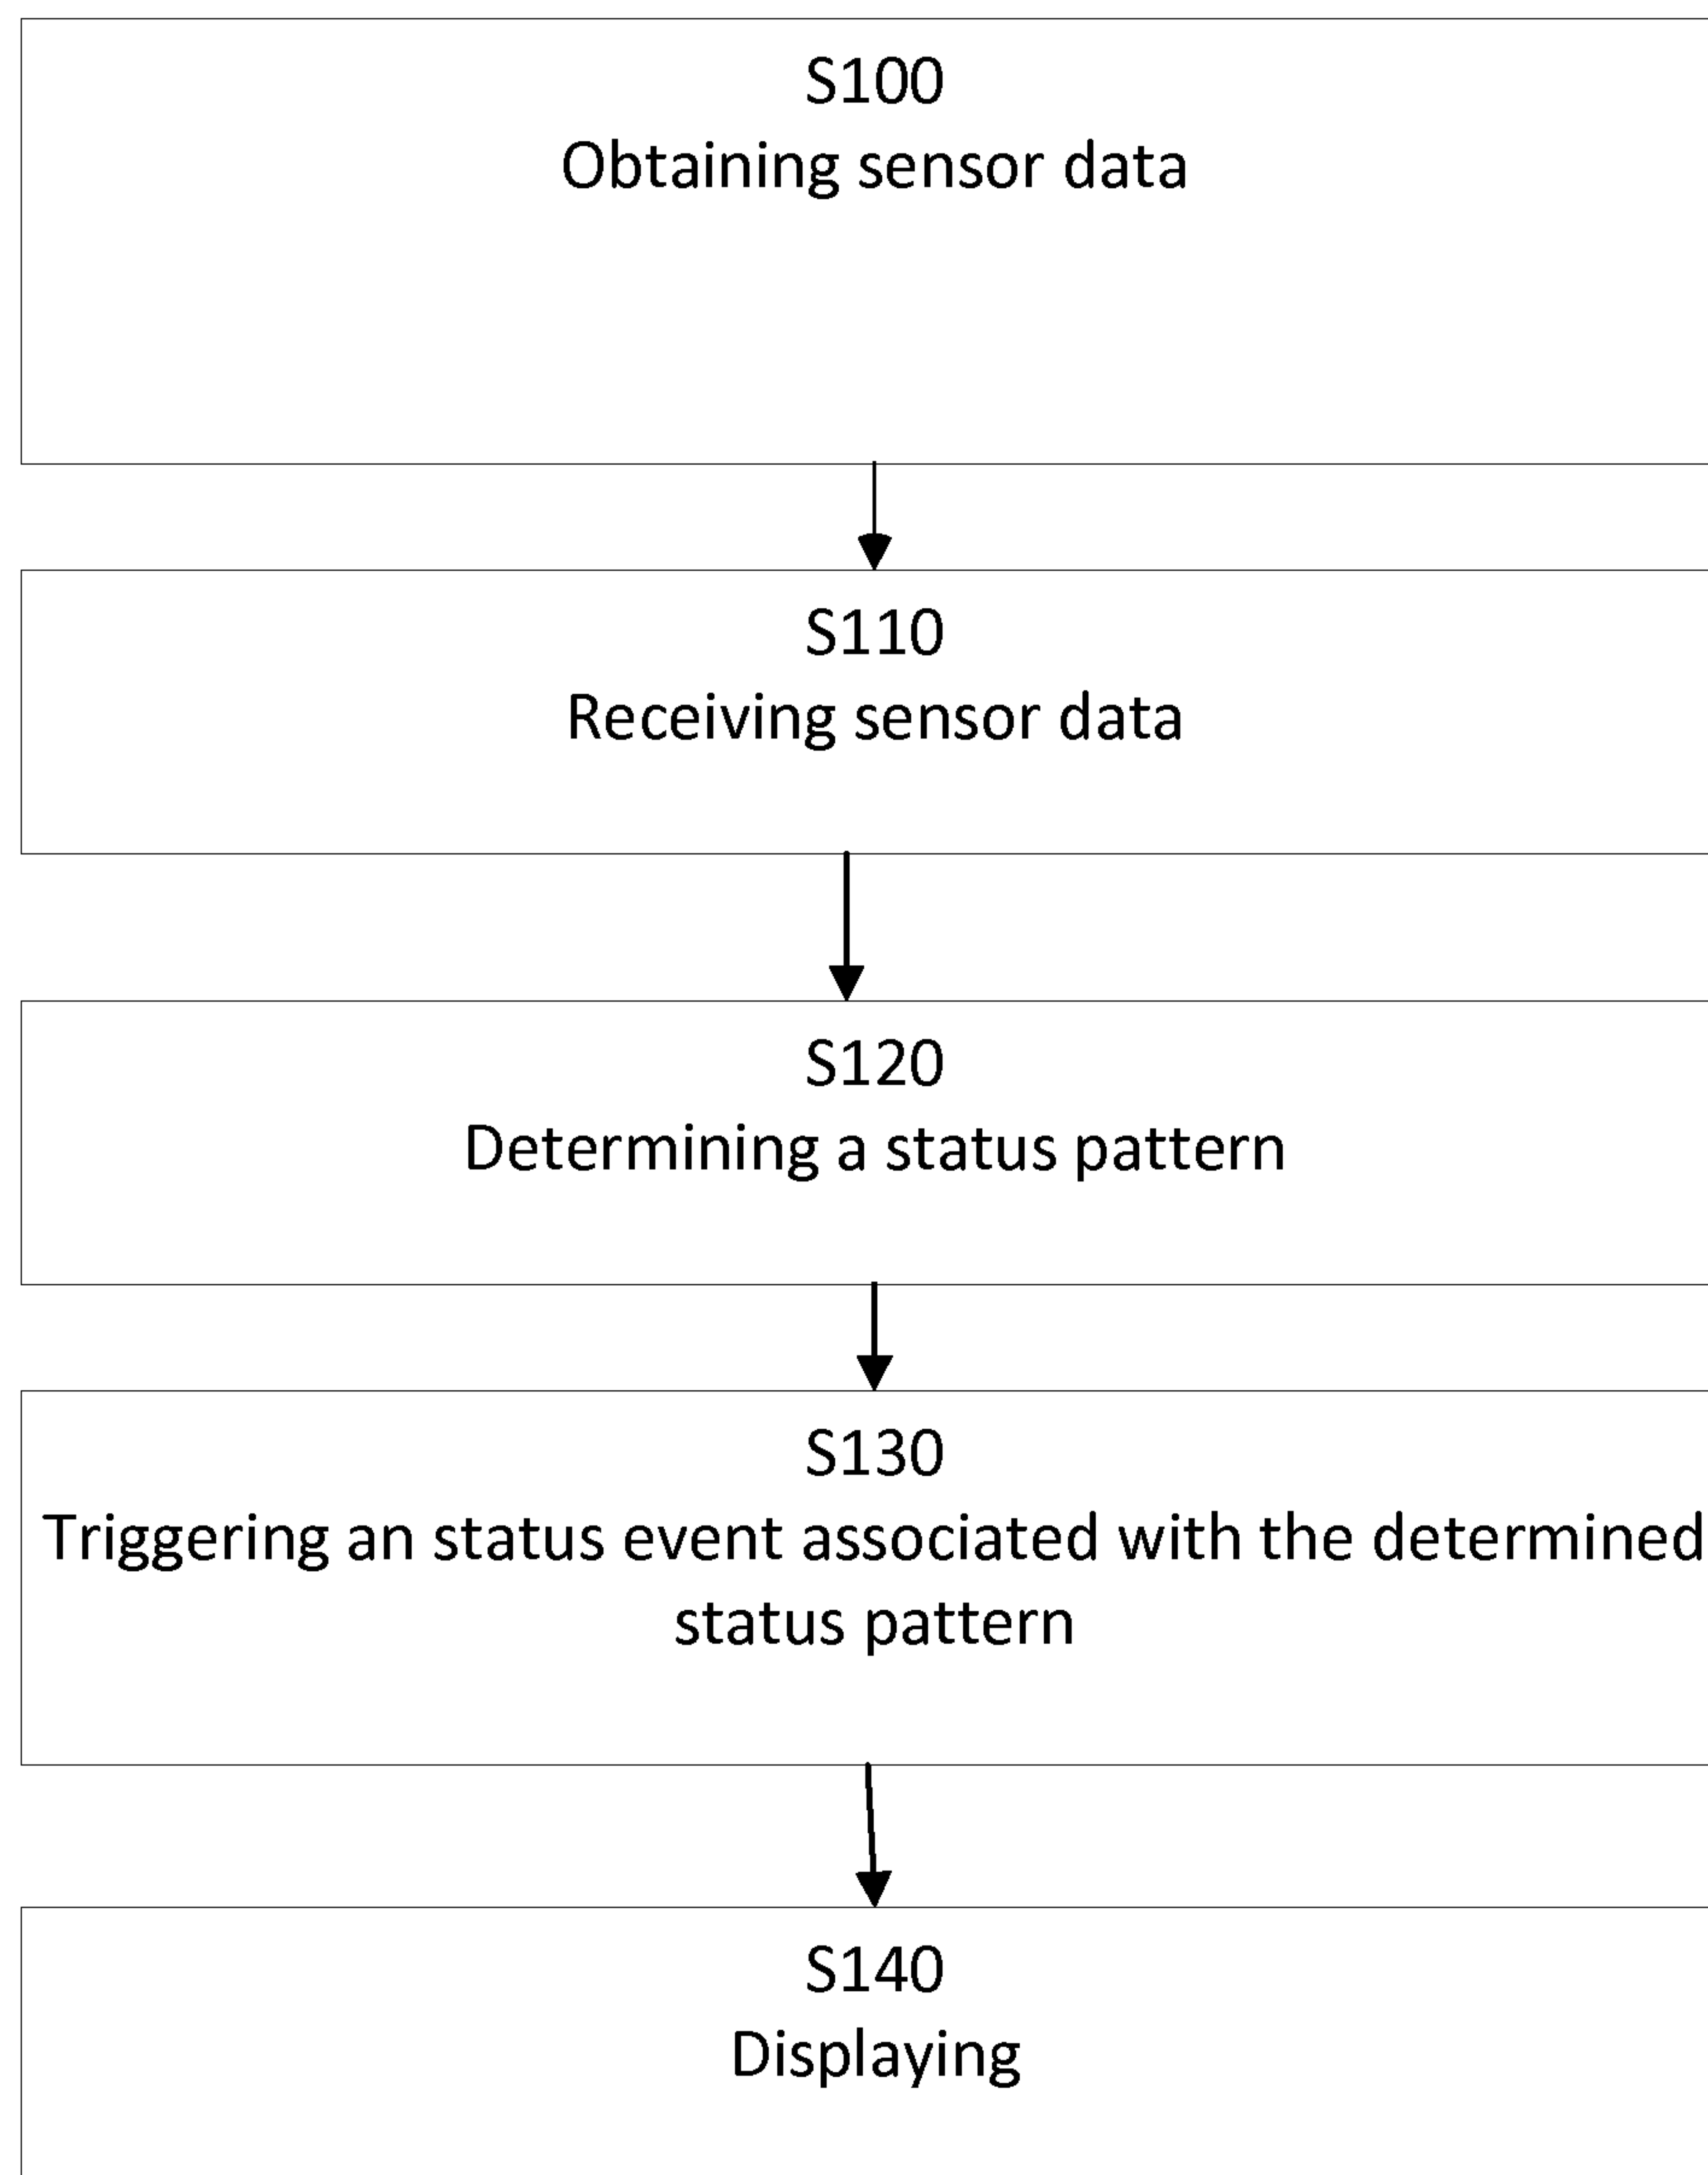 S100
Obtaining sensor data
S110
Receiving sensor data
S120
Determining a status pattern
S130
Triggering an status event associated with the determined
status pattern
S140
Displaying